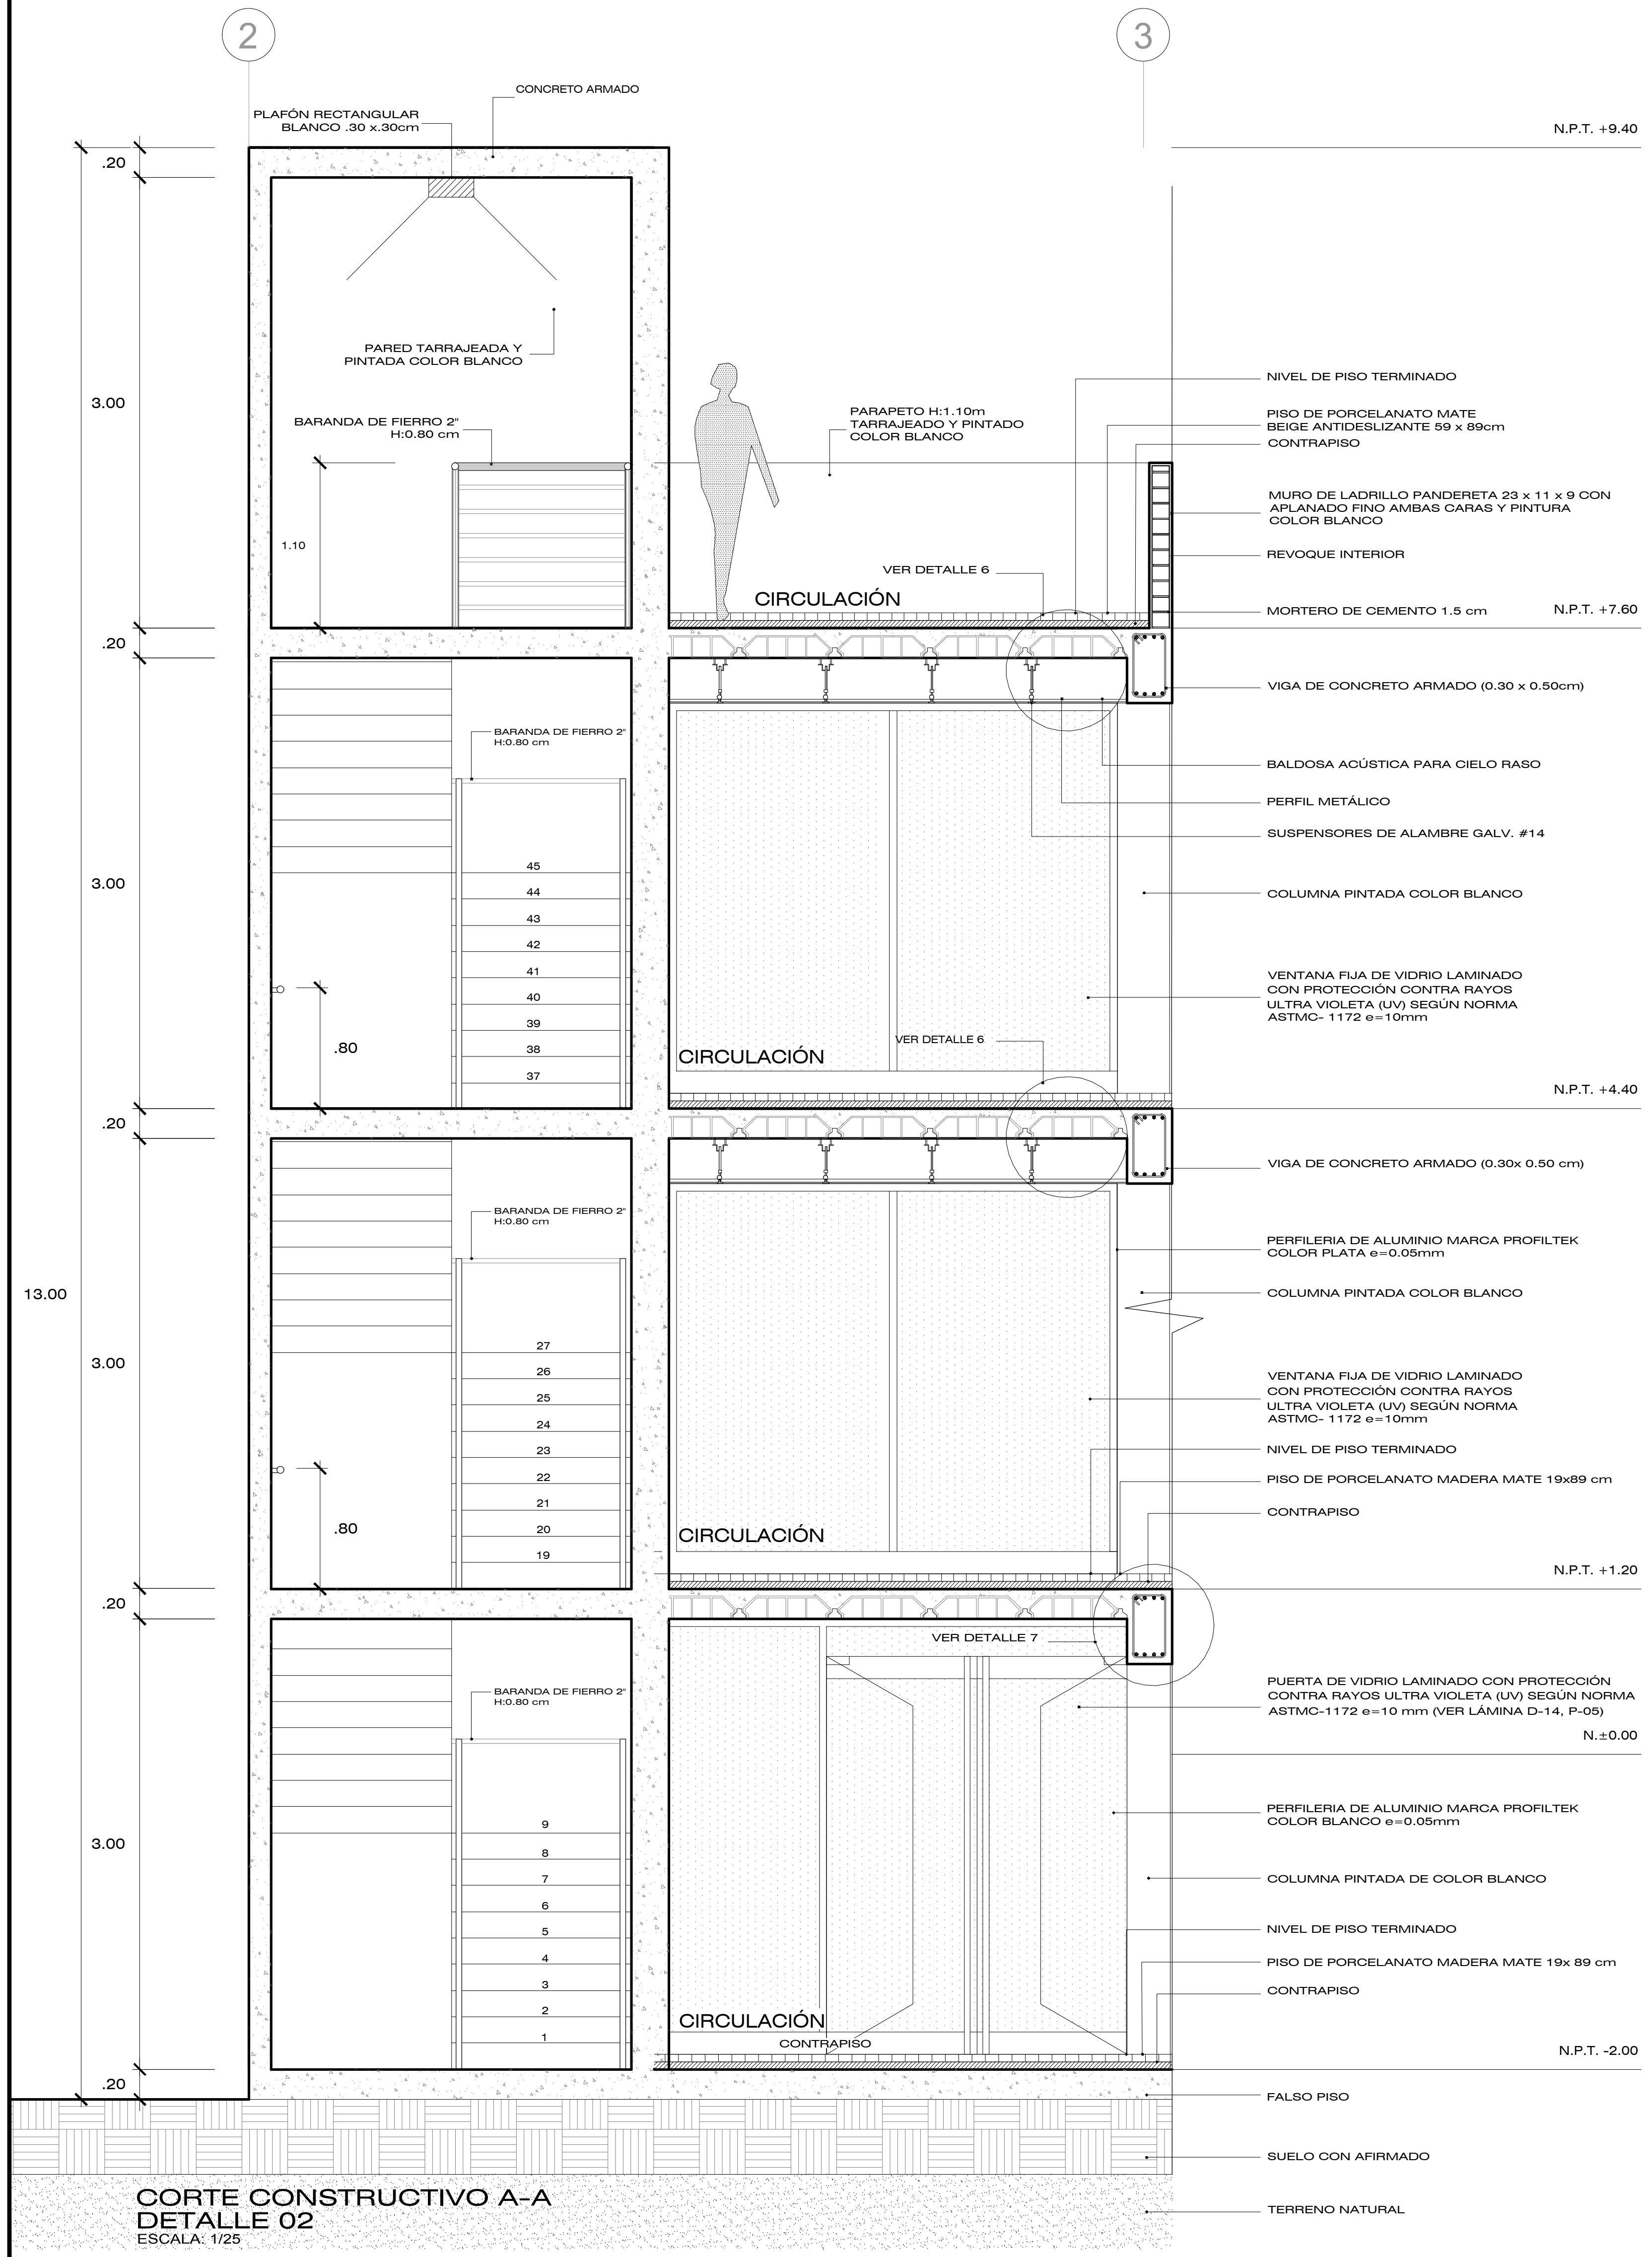 2
3
CONCRETO ARMADO
PLAFÓN RECTANGULAR
BLANCO .30 x.30cm
N.P.T. +9.40
.20
PARED TARRAJEADA Y
PINTADA COLOR BLANCO
3.00
BARANDA DE FIERRO 2"
H:0.80 cm
1.10
PARAPETO H:1.10m
TARRAJEADO Y PINTADO
COLOR BLANCO
VER DETALLE 6
CIRCULACIÓN
NIVEL DE PISO TERMINADO
PISO DE PORCELANATO MATE
BEIGE ANTIDESLIZANTE 59 x 89cm
CONTRAPISO
MURO DE LADRILLO PANDERETA 23 x 11 x 9 CON
APLANADO FINO AMBAS CARAS Y PINTURA
COLOR BLANCO
REVOQUE INTERIOR
MORTERO DE CEMENTO 1.5 cm
N.P.T. +7.60
.20
VIGA DE CONCRETO ARMADO (0.30 x 0.50cm)
BARANDA DE FIERRO 2"
H:0.80 cm
BALDOSA ACÚSTICA PARA CIELO RASO
PERFIL METÁLICO
SUSPENSORES DE ALAMBRE GALV. #14
3.00
45
44
43
42
41
40
39
38
37
.80
COLUMNA PINTADA COLOR BLANCO
VENTANA FIJA DE VIDRIO LAMINADO
CON PROTECCIÓN CONTRA RAYOS
ULTRA VIOLETA (UV) SEGÚN NORMA
ASTMC- 1172 e=10mm
VER DETALLE 6
CIRCULACIÓN
N.P.T. +4.40
.20
VIGA DE CONCRETO ARMADO (0.30x 0.50 cm)
BARANDA DE FIERRO 2"
H:0.80 cm
PERFILERIA DE ALUMINIO MARCA PROFILTEK
COLOR PLATA e=0.05mm
13.00
COLUMNA PINTADA COLOR BLANCO
3.00
27
26
25
24
23
22
21
20
19
.80
VENTANA FIJA DE VIDRIO LAMINADO
CON PROTECCIÓN CONTRA RAYOS
ULTRA VIOLETA (UV) SEGÚN NORMA
ASTMC- 1172 e=10mm
NIVEL DE PISO TERMINADO
PISO DE PORCELANATO MADERA MATE 19x89 cm
CONTRAPISO
CIRCULACIÓN
N.P.T. +1.20
.20
VER DETALLE 7
BARANDA DE FIERRO 2"
H:0.80 cm
PUERTA DE VIDRIO LAMINADO CON PROTECCIÓN
CONTRA RAYOS ULTRA VIOLETA (UV) SEGÚN NORMA
ASTMC-1172 e=10 mm (VER LÁMINA D-14, P-05)
N.±0.00
3.00
9
8
7
6
5
4
3
2
1
PERFILERIA DE ALUMINIO MARCA PROFILTEK
COLOR BLANCO e=0.05mm
COLUMNA PINTADA DE COLOR BLANCO
NIVEL DE PISO TERMINADO
PISO DE PORCELANATO MADERA MATE 19x 89 cm
CONTRAPISO
CIRCULACIÓN
CONTRAPISO
N.P.T. -2.00
.20
FALSO PISO
SUELO CON AFIRMADO
TERRENO NATURAL
CORTE CONSTRUCTIVO A-A
DETALLE 02
ESCALA: 1/25